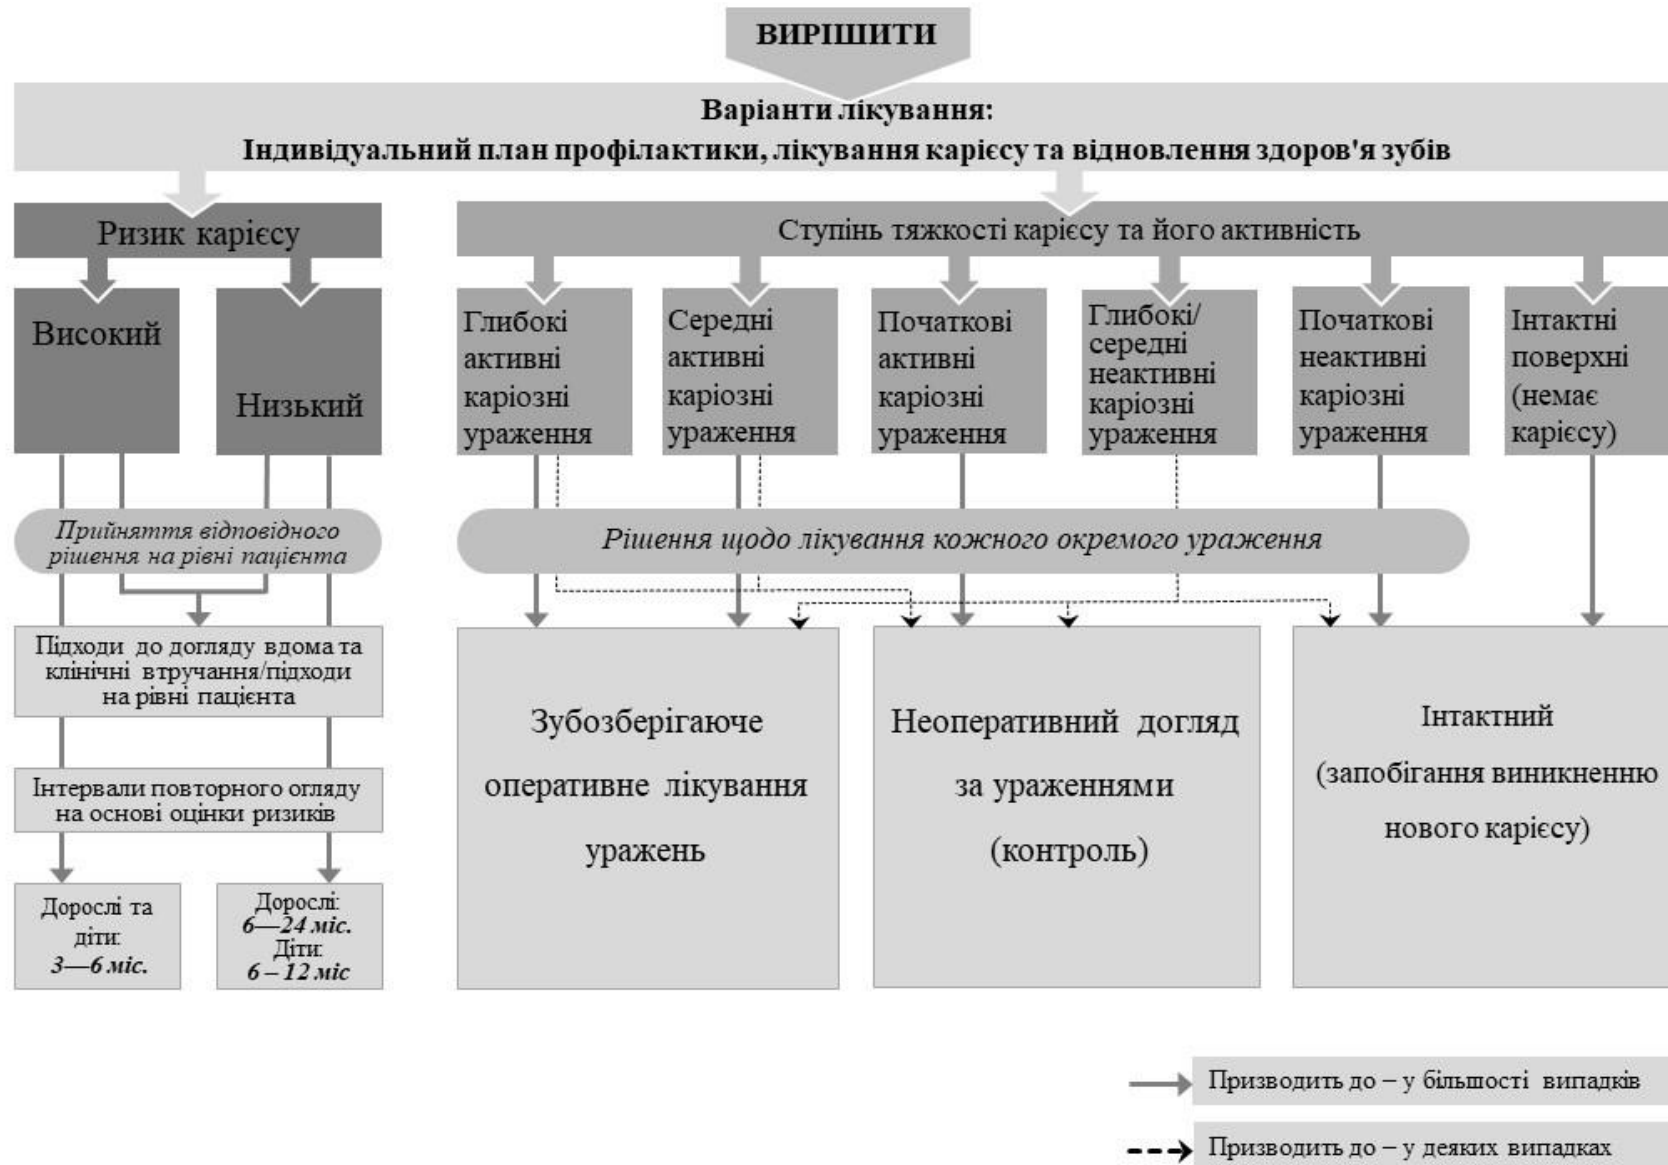 ВИРІШИТИ
Варіанти лікування:
Індивідуальний план профілактики, лікування карієсу та відновлення здоров'я зубів
Ризик карієсу
Високий
Низький
Ступінь тяжкості карієсу та його активність
Глибокі
активні
каріозні
ураження
Середні
активні
каріозні
ураження
Початкові
активні
каріозні
ураження
Глибокі/
середні
неактивні
каріозні
ураження
Початкові
неактивні
каріозні
ураження
Інтактні
поверхні
(немає
карієсу)
Прийняття відповідного
рішення на рівні пацієнта
Рішення щодо лікування кожного окремого ураження
Підходи до догляду вдома та
клінічні втручання/підходи
на рівні пацієнта
Інтервали повторного огляду
на основі оцінки ризиків
Дорослі та
діти:
3—6 міс.
Дорослі:
6—24 міс.
Діти:
6 – 12 міс
Зубозберігаюче
оперативне лікування
уражень
Неоперативний догляд
за ураженнями
(контроль)
Інтактний
(запобігання виникненню
нового карієсу)
Призводить до – у більшості випадків
Призводить до – у деяких випадках